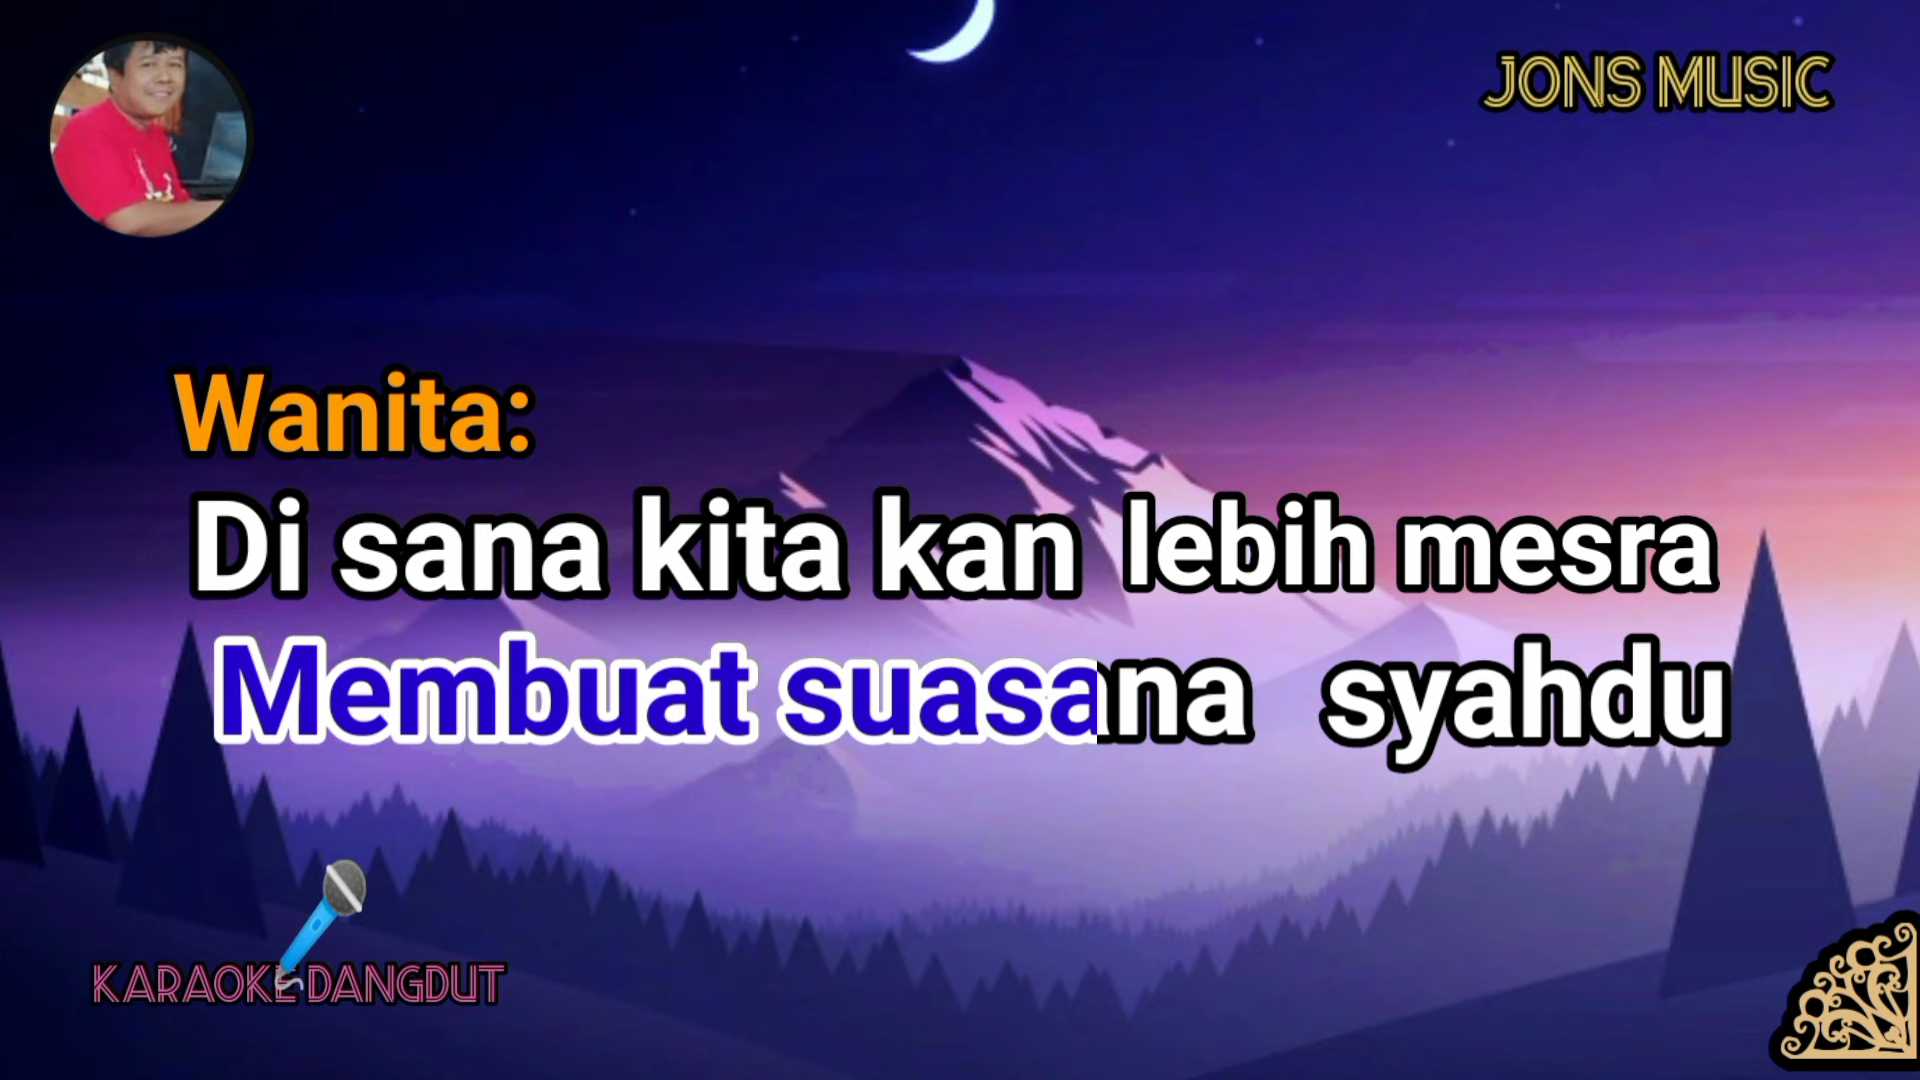 JONS MUSIC
Wanita:
Di sana kita kan lebih mesra
Membuat suasana syahdu
KARAOKE DANGDUT